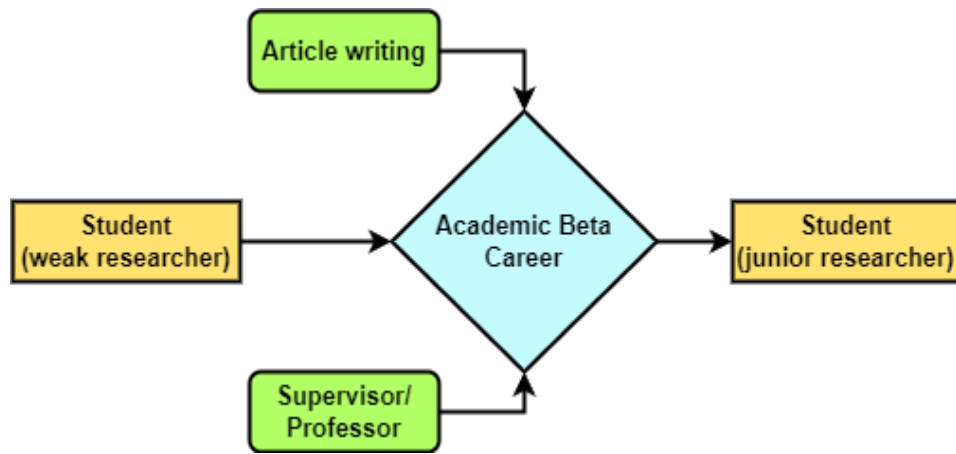 Article writing
Student
(weak researcher)
Academic Beta
Career
Student
(junior researcher)
Supervisor/
Professor